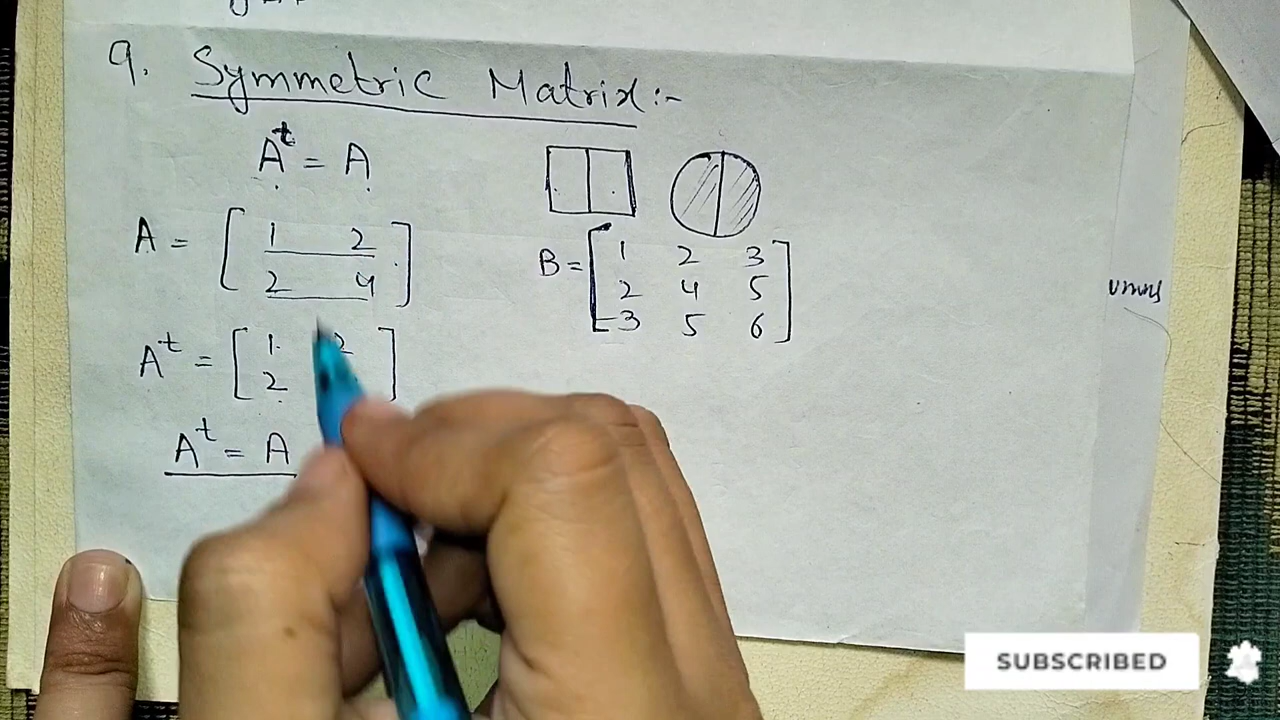 9. Symmetric Matrix:-
A^t = A
A = [ 1 2
2 4 ]
B = [ 1 2 3
2 4 5
3 5 6 ]
A^t = [ 1 2
2 ]
A^t = A
SUBSCRIBED